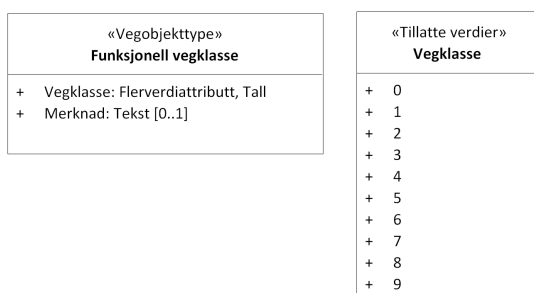 «Vegobjekttype»
Funksjonell vegklasse
+ Vegklasse: Flerverdiattributt, Tall
+ Merknad: Tekst [0..1]
«Tillatte verdier»
Vegklasse
+ 0
+ 1
+ 2
+ 3
+ 4
+ 5
+ 6
+ 7
+ 8
+ 9